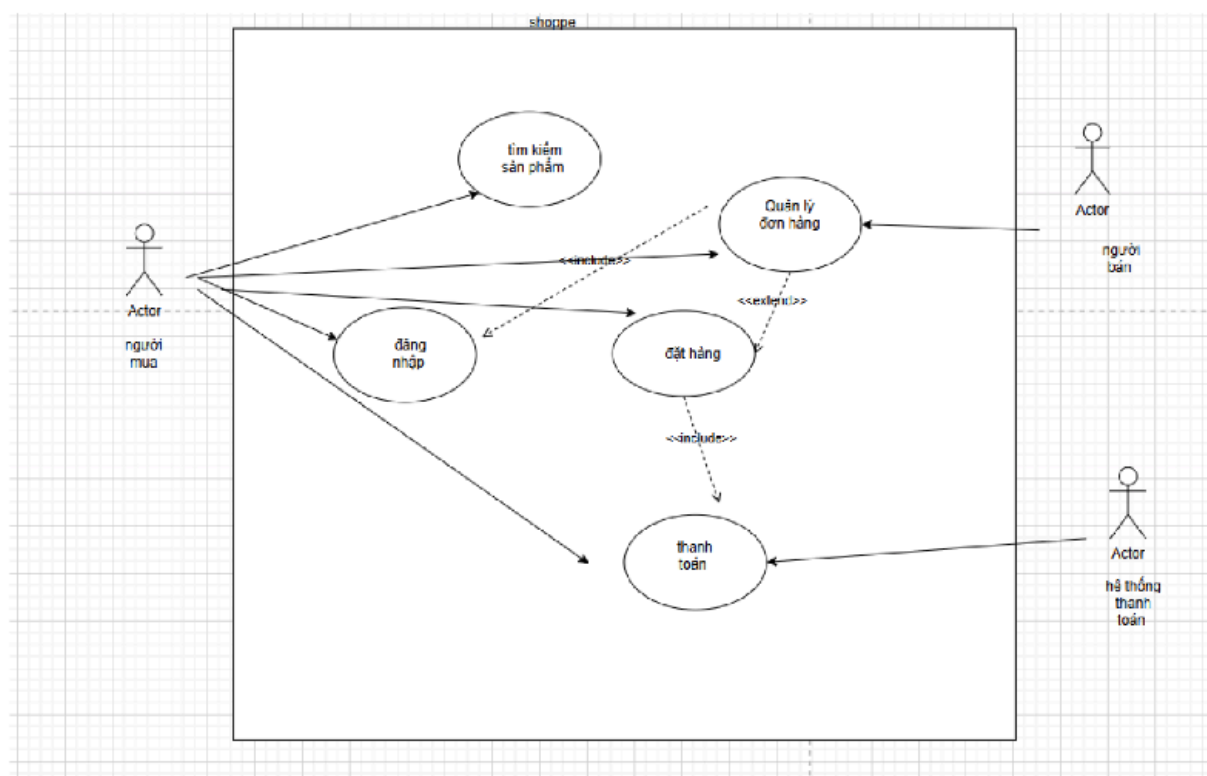 shoppe
tìm kiếm
sản phẩm
Quản lý
đơn hàng
Actor
người
bán
<<include>>
<<extend>>
Actor
người
mua
đăng
nhập
đặt hàng
<<include>>
thanh
toán
Actor
hệ thống
thanh
toán